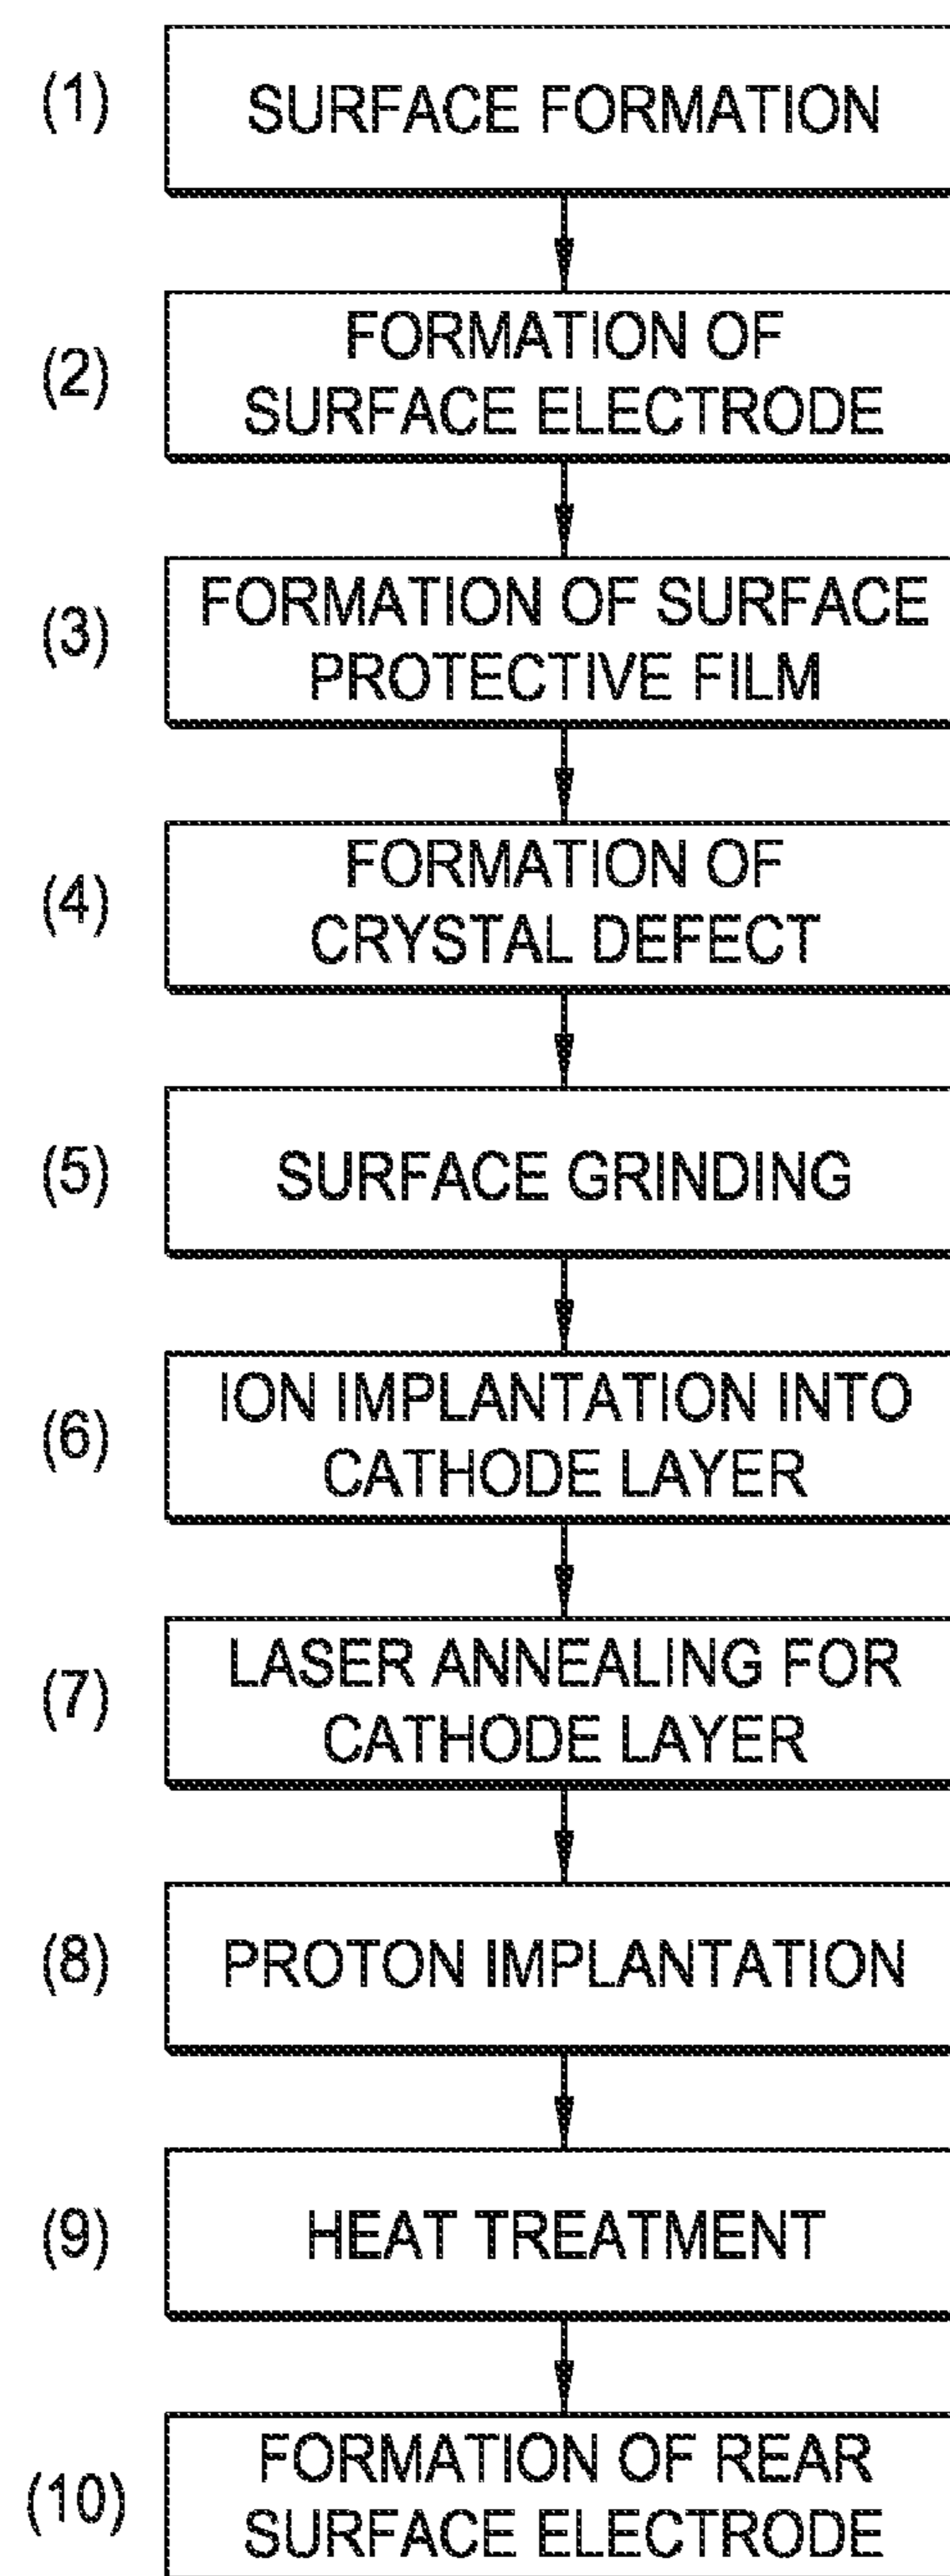 (1) SURFACE FORMATION
(2) FORMATION OF
SURFACE ELECTRODE
(3) FORMATION OF SURFACE
PROTECTIVE FILM
(4) FORMATION OF
CRYSTAL DEFECT
(5) SURFACE GRINDING
(6) ION IMPLANTATION INTO
CATHODE LAYER
(7) LASER ANNEALING FOR
CATHODE LAYER
(8) PROTON IMPLANTATION
(9) HEAT TREATMENT
(10) FORMATION OF REAR
SURFACE ELECTRODE